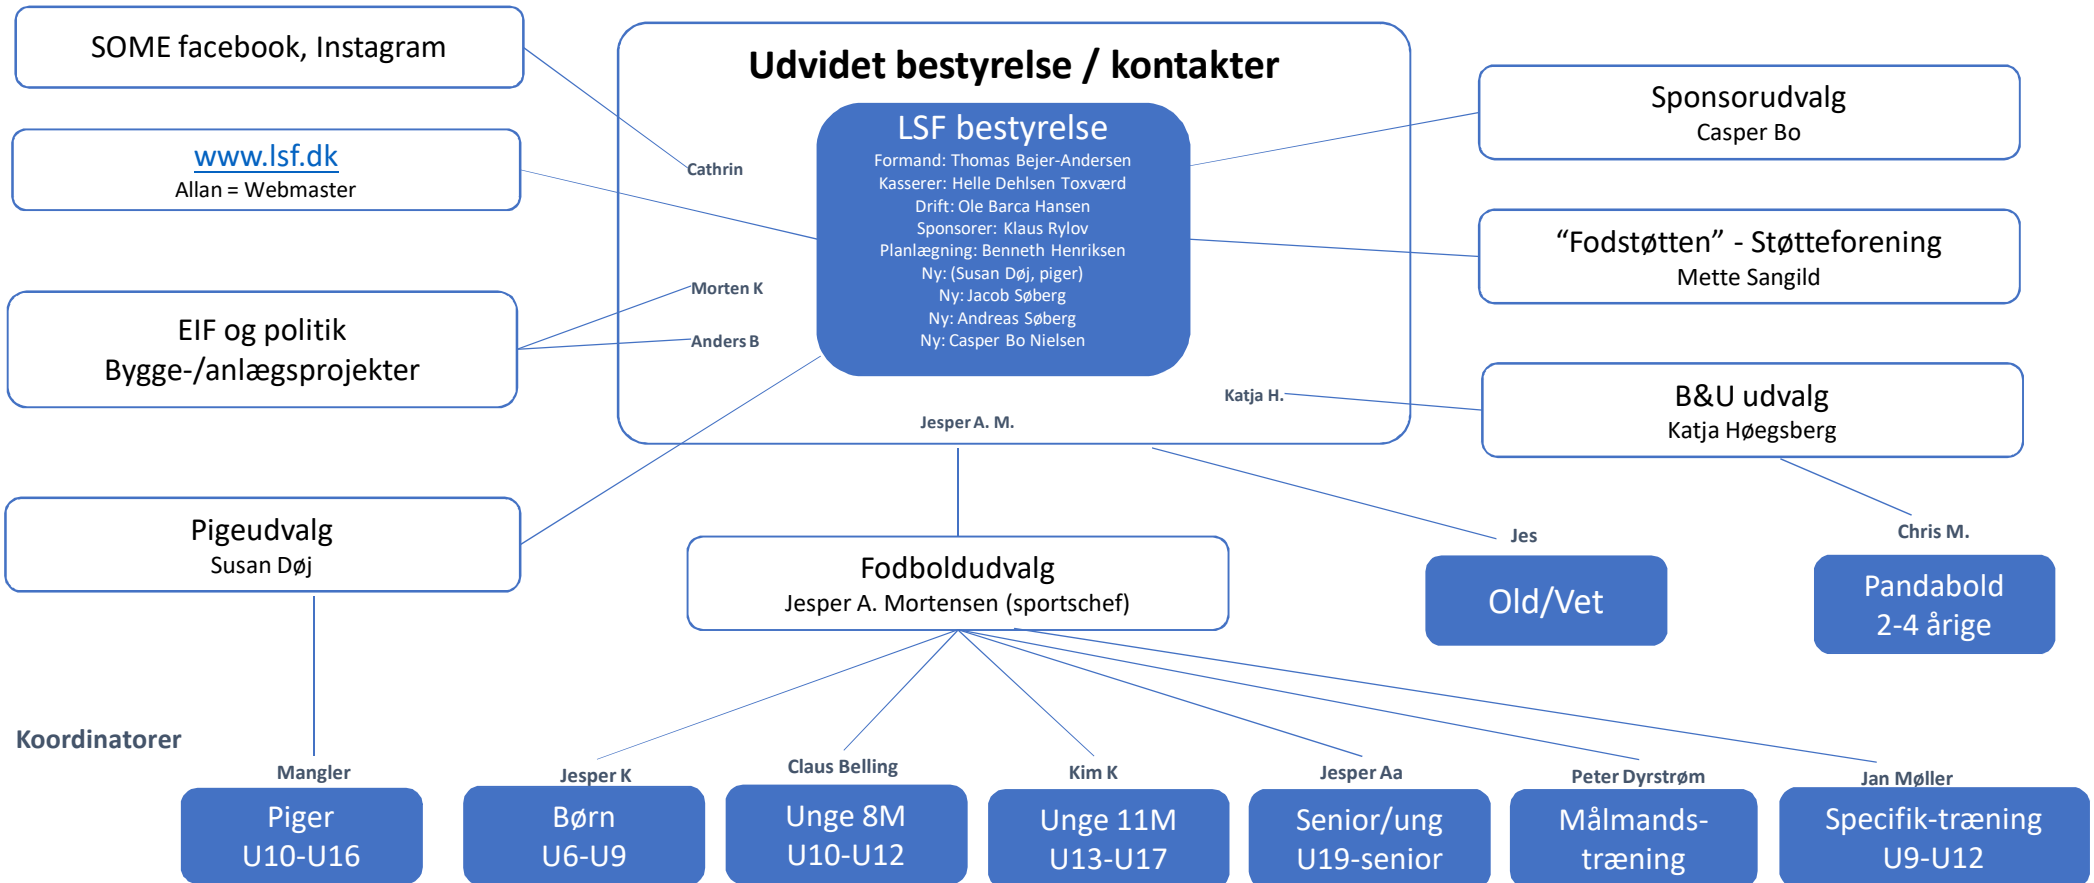 SOME facebook, Instagram
www.lsf.dk
Allan = Webmaster
EIF og politik
Bygge-/anlægsprojekter
Pigeudvalg
Susan Døj
Udvidet bestyrelse / kontakter
LSF bestyrelse
Formand: Thomas Bejer-Andersen
Kasserer: Helle Dehlsen Toxværd
Drift: Ole Barca Hansen
Sponsorer: Klaus Rylov
Planlægning: Benneth Henriksen
Ny: (Susan Døj, piger)
Ny: Jacob Søberg
Ny: Andreas Søberg
Ny: Casper Bo Nielsen
Cathrin
Morten K
Anders B
Katja H.
Jesper A. M.
Sponsorudvalg
Casper Bo
“Fodstøtten” - Støtteforening
Mette Sangild
B&U udvalg
Katja Høegsberg
Fodboldudvalg
Jesper A. Mortensen (sportschef)
Jes
Old/Vet
Chris M.
Pandabold
2-4 årige
Koordinatorer
Mangler
Piger
U10-U16
Jesper K
Børn
U6-U9
Claus Belling
Unge 8M
U10-U12
Kim K
Unge 11M
U13-U17
Jesper Aa
Senior/ung
U19-senior
Peter Dyrstrøm
Målmands-
træning
Jan Møller
Specifik-træning
U9-U12